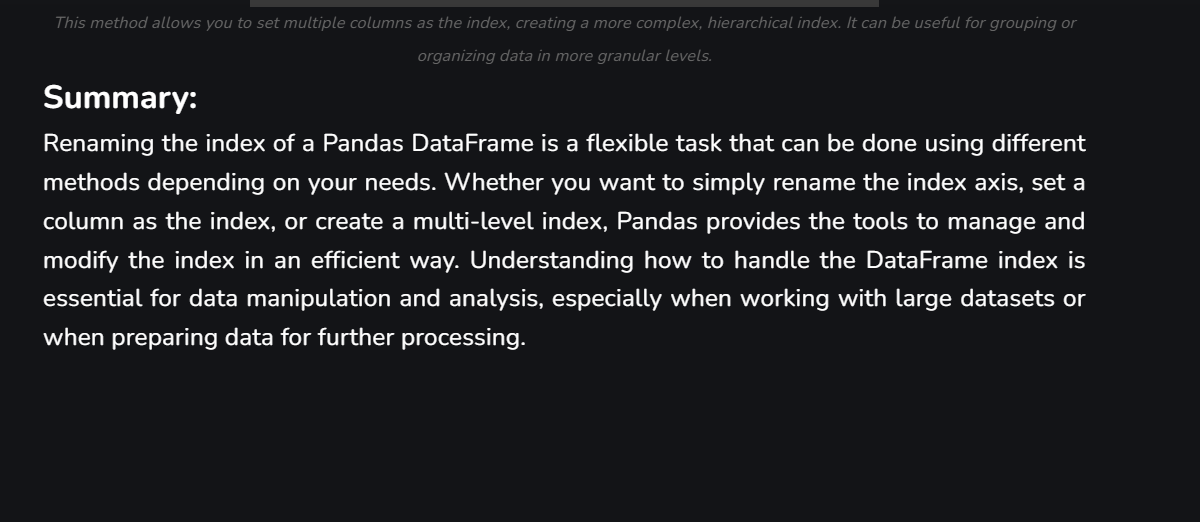 This method allows you to set multiple columns as the index, creating a more complex, hierarchical index. It can be useful for grouping or
organizing data in more granular levels.
Summary:
Renaming the index of a Pandas DataFrame is a flexible task that can be done using different
methods depending on your needs. Whether you want to simply rename the index axis, set a
column as the index, or create a multi-level index, Pandas provides the tools to manage and
modify the index in an efficient way. Understanding how to handle the DataFrame index is
essential for data manipulation and analysis, especially when working with large datasets or
when preparing data for further processing.